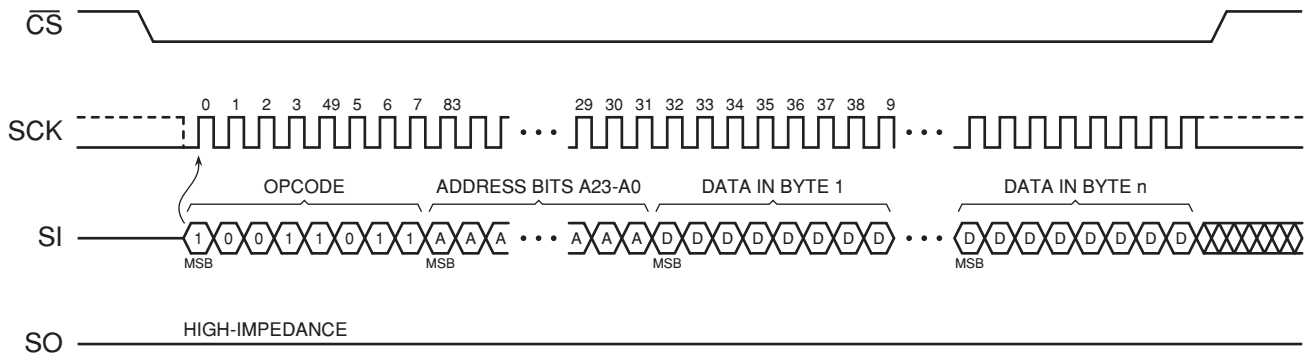 CS
0 1 2 3 49 5 6 7 83 29 30 31 32 33 34 35 36 37 38 9
SCK
OPCODE ADDRESS BITS A23-A0 DATA IN BYTE 1 DATA IN BYTE n
SI 1 0 0 1 1 0 1 1 A A A A A A D D D D D D D D D D D D D D D D
MSB MSB MSB MSB
HIGH-IMPEDANCE
SO